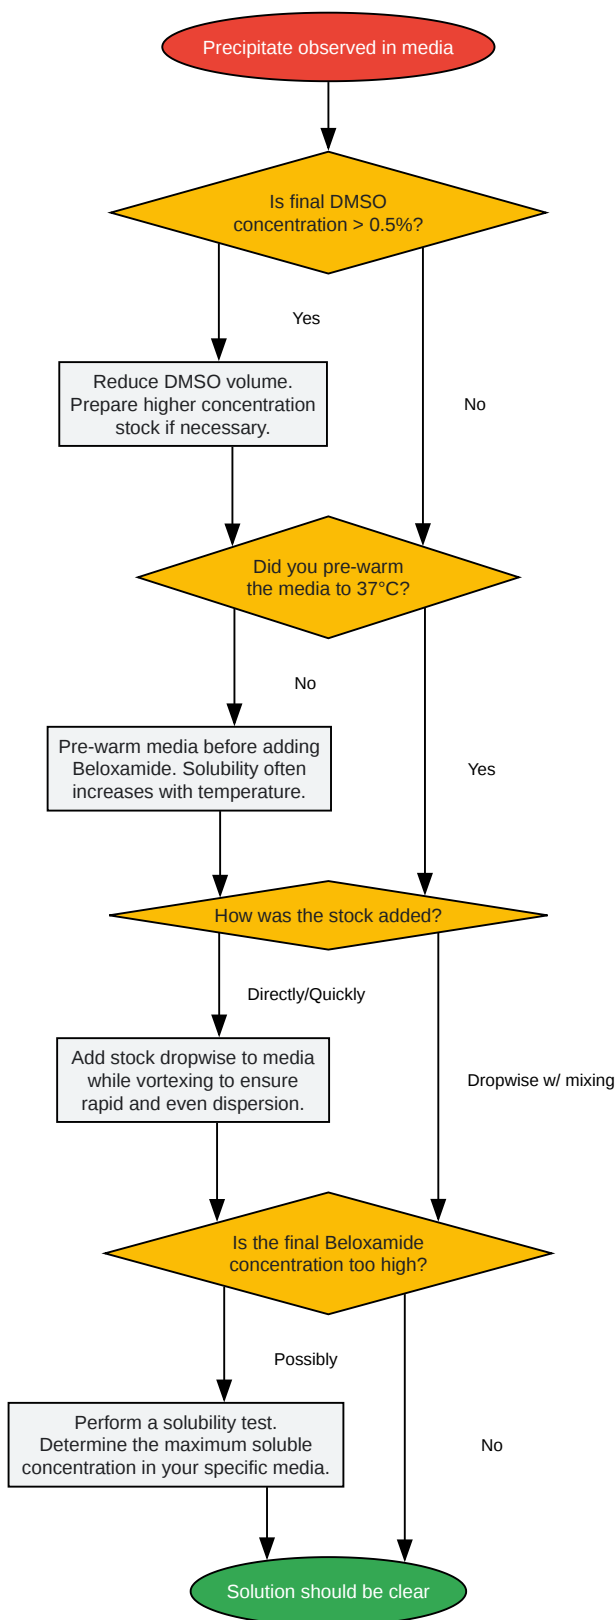 Precipitate observed in media
Is final DMSO
concentration > 0.5%?
Yes
Reduce DMSO volume.
Prepare higher concentration
stock if necessary.
No
Did you pre-warm
the media to 37°C?
No
Pre-warm media before adding
Beloxamide. Solubility often
increases with temperature.
Yes
How was the stock added?
Directly/Quickly
Add stock dropwise to media
while vortexing to ensure
rapid and even dispersion.
Dropwise w/ mixing
Is the final Beloxamide
concentration too high?
Possibly
Perform a solubility test.
Determine the maximum soluble
concentration in your specific media.
No
Solution should be clear